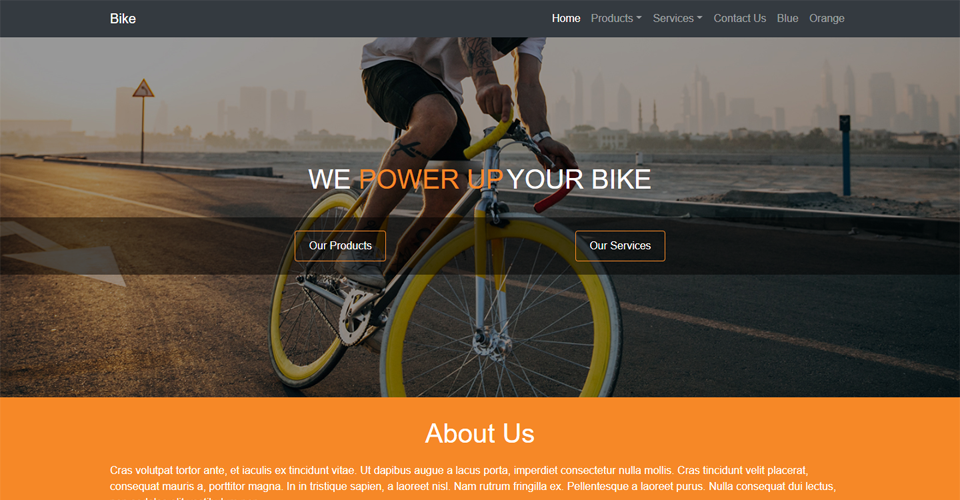 Bike
Home Products Services Contact Us Blue Orange
WE POWER UP YOUR BIKE
Our Products Our Services
About Us
Cras volutpat tortor ante, et iaculis ex tincidunt vitae. Ut dapibus augue a lacus porta, imperdiet consectetur nulla mollis. Cras tincidunt velit placerat,
consequat mauris a, porttitor magna. In in tristique sapien, a laoreet nisl. Nam rutrum fringilla ex. Pellentesque a laoreet purus. Nulla consequat dui lectus,